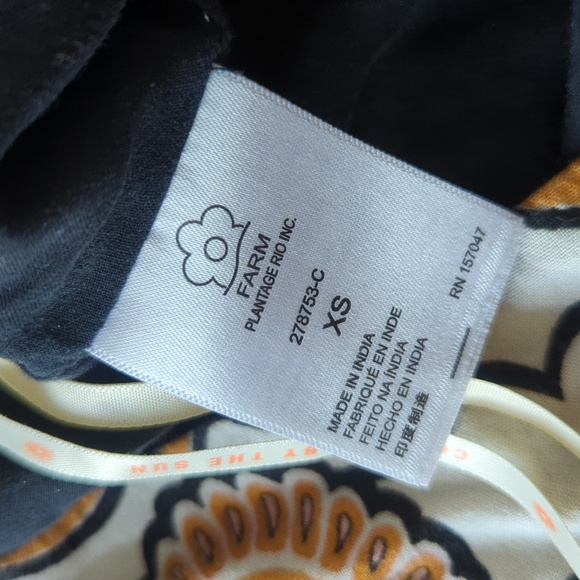 FARM
PLANTAGE RIO INC.
278753-C
XS
MADE IN INDIA
FABRIQUÉ EN INDE
FEITO NA ÍNDIA
HECHO EN INDIA
印度制造
RN 157047
BY THE SUN
CO